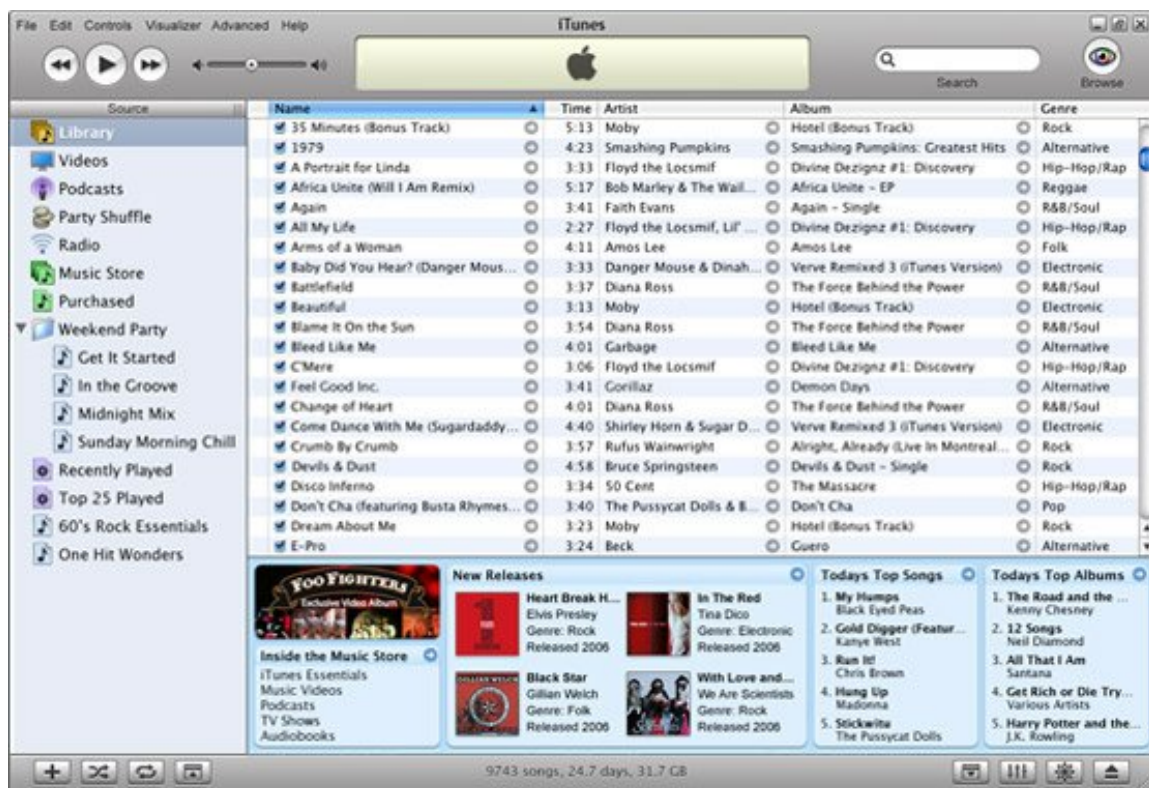 File Edit Controls Visualizer Advanced Help
iTunes
Search
Browse
Source
Library
Videos
Podcasts
Party Shuffle
Radio
Music Store
Purchased
Weekend Party
Get It Started
In the Groove
Midnight Mix
Sunday Morning Chill
Recently Played
Top 25 Played
60's Rock Essentials
One Hit Wonders
Name Time Artist Album Genre
35 Minutes (Bonus Track) 5:13 Moby Hotel (Bonus Track) Rock
1979 4:23 Smashing Pumpkins Smashing Pumpkins: Greatest Hits Alternative
A Portrait for Linda 3:33 Floyd the Locsmif Divine Dezignz #1: Discovery Hip-Hop/Rap
Africa Unite (Will I Am Remix) 5:17 Bob Marley & The Wail... Africa Unite - EP Reggae
Again 3:41 Faith Evans Again - Single R&B/Soul
All My Life 2:27 Floyd the Locsmif, Lil' ... Divine Dezignz #1: Discovery Hip-Hop/Rap
Arms of a Woman 4:11 Amos Lee Amos Lee Folk
Baby Did You Hear? (Danger Mous... 3:33 Danger Mouse & Dinah... Verve Remixed 3 (iTunes Version) Electronic
Battlefield 3:37 Diana Ross The Force Behind the Power R&B/Soul
Beautiful 3:13 Moby Hotel (Bonus Track) Electronic
Blame It On the Sun 3:54 Diana Ross The Force Behind the Power R&B/Soul
Bleed Like Me 4:01 Garbage Bleed Like Me Alternative
C'Mere 3:06 Floyd the Locsmif Divine Dezignz #1: Discovery Hip-Hop/Rap
Feel Good Inc. 3:41 Gorillaz Demon Days Alternative
Change of Heart 4:01 Diana Ross The Force Behind the Power R&B/Soul
Come Dance With Me (Sugardaddy... 4:40 Shirley Horn & Sugar D... Verve Remixed 3 (iTunes Version) Electronic
Crumb By Crumb 3:57 Rufus Wainwright Alright, Already (Live In Montreal... Rock
Devils & Dust 4:58 Bruce Springsteen Devils & Dust - Single Rock
Disco Inferno 3:34 50 Cent The Massacre Hip-Hop/Rap
Don't Cha (featuring Busta Rhymes... 3:40 The Pussycat Dolls & B... Don't Cha Pop
Dream About Me 3:23 Moby Hotel (Bonus Track) Rock
E-Pro 3:24 Beck Guero Alternative
FOO FIGHTERS
Exclusive Video Album
Inside the Music Store
iTunes Essentials
Music Videos
Podcasts
TV Shows
Audiobooks
New Releases
Heart Break H...
Elvis Presley
Genre: Rock
Released 2006
In The Red
Tina Dico
Genre: Electronic
Released 2006
Black Star
Gillian Welch
Genre: Folk
Released 2006
With Love and...
We Are Scientists
Genre: Rock
Released 2006
Todays Top Songs
1. My Humps
Black Eyed Peas
2. Gold Digger (Featur...
Kanye West
3. Run It!
Chris Brown
4. Hung Up
Madonna
5. Stickwitu
The Pussycat Dolls
Todays Top Albums
1. The Road and the ...
Kenny Chesney
2. 12 Songs
Neil Diamond
3. All That I Am
Santana
4. Get Rich or Die Try...
Various Artists
5. Harry Potter and the...
J.K. Rowling
9743 songs, 24.7 days, 31.7 GB